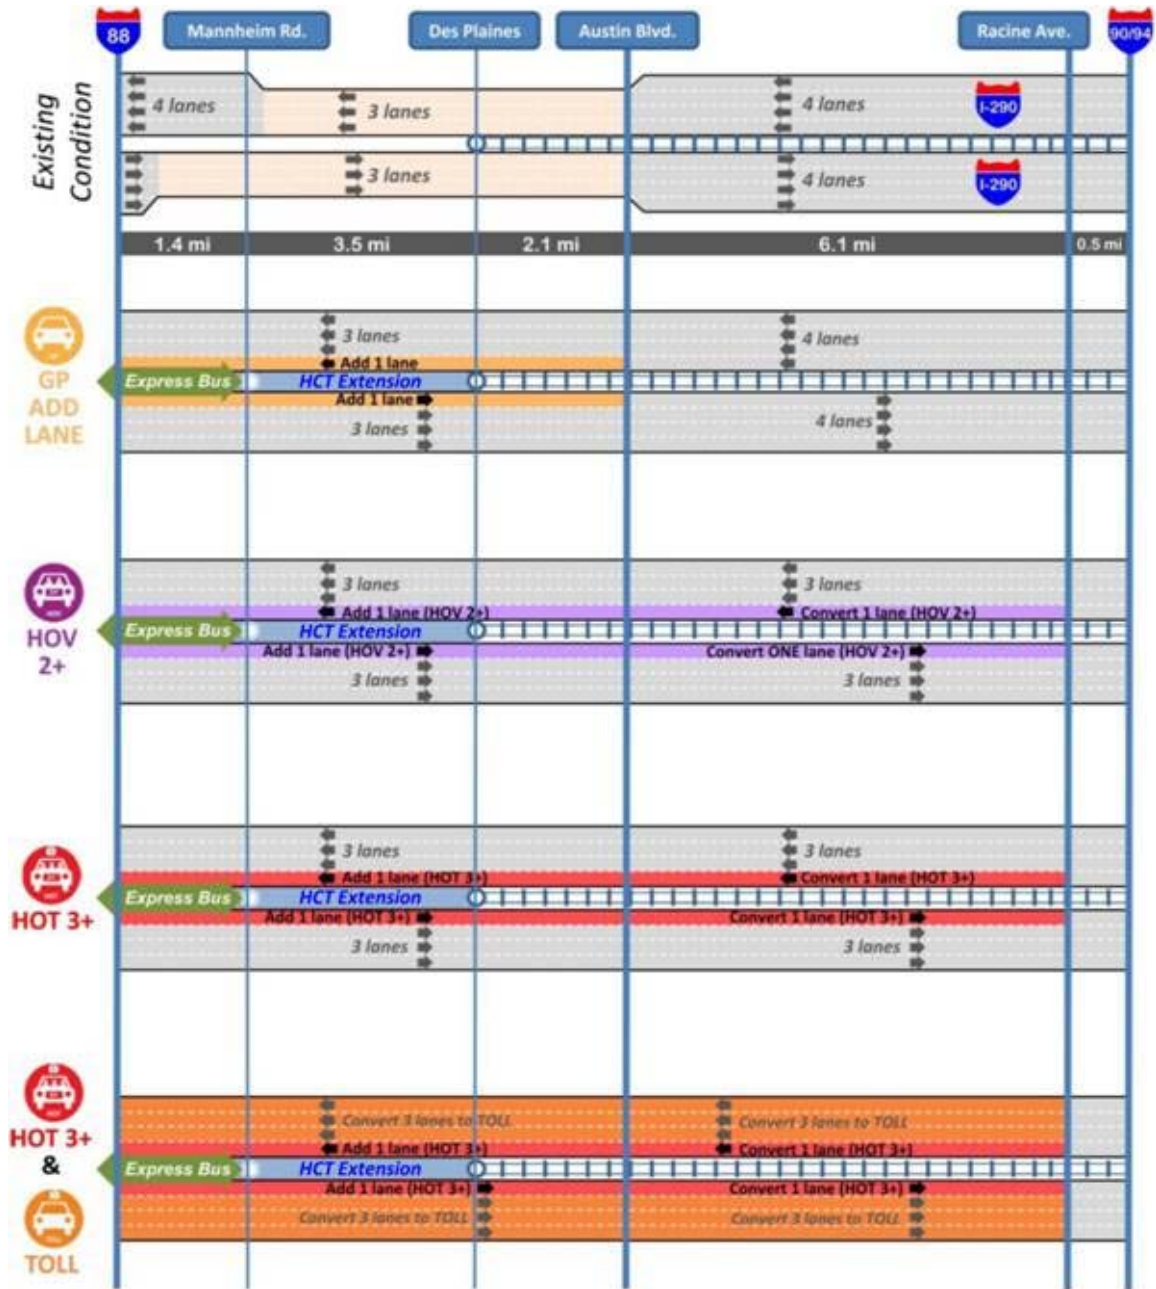 88
Mannheim Rd.
Des Plaines
Austin Blvd.
Racine Ave.
90/94
Existing
Condition
4 lanes
3 lanes
4 lanes
I-290
3 lanes
4 lanes
I-290
1.4 mi
3.5 mi
2.1 mi
6.1 mi
0.5 mi
GP
ADD
LANE
3 lanes
4 lanes
Add 1 lane
Express Bus
HCT Extension
Add 1 lane
3 lanes
4 lanes
HOV
2+
3 lanes
3 lanes
Add 1 lane (HOV 2+)
Convert 1 lane (HOV 2+)
Express Bus
HCT Extension
Add 1 lane (HOV 2+)
Convert ONE lane (HOV 2+)
3 lanes
3 lanes
HOT 3+
3 lanes
3 lanes
Add 1 lane (HOT 3+)
Convert 1 lane (HOT 3+)
Express Bus
HCT Extension
Add 1 lane (HOT 3+)
Convert 1 lane (HOT 3+)
3 lanes
3 lanes
HOT 3+
&
TOLL
Convert 3 lanes to TOLL
Convert 3 lanes to TOLL
Add 1 lane (HOT 3+)
Convert 1 lane (HOT 3+)
Express Bus
HCT Extension
Add 1 lane (HOT 3+)
Convert 1 lane (HOT 3+)
Convert 3 lanes to TOLL
Convert 3 lanes to TOLL